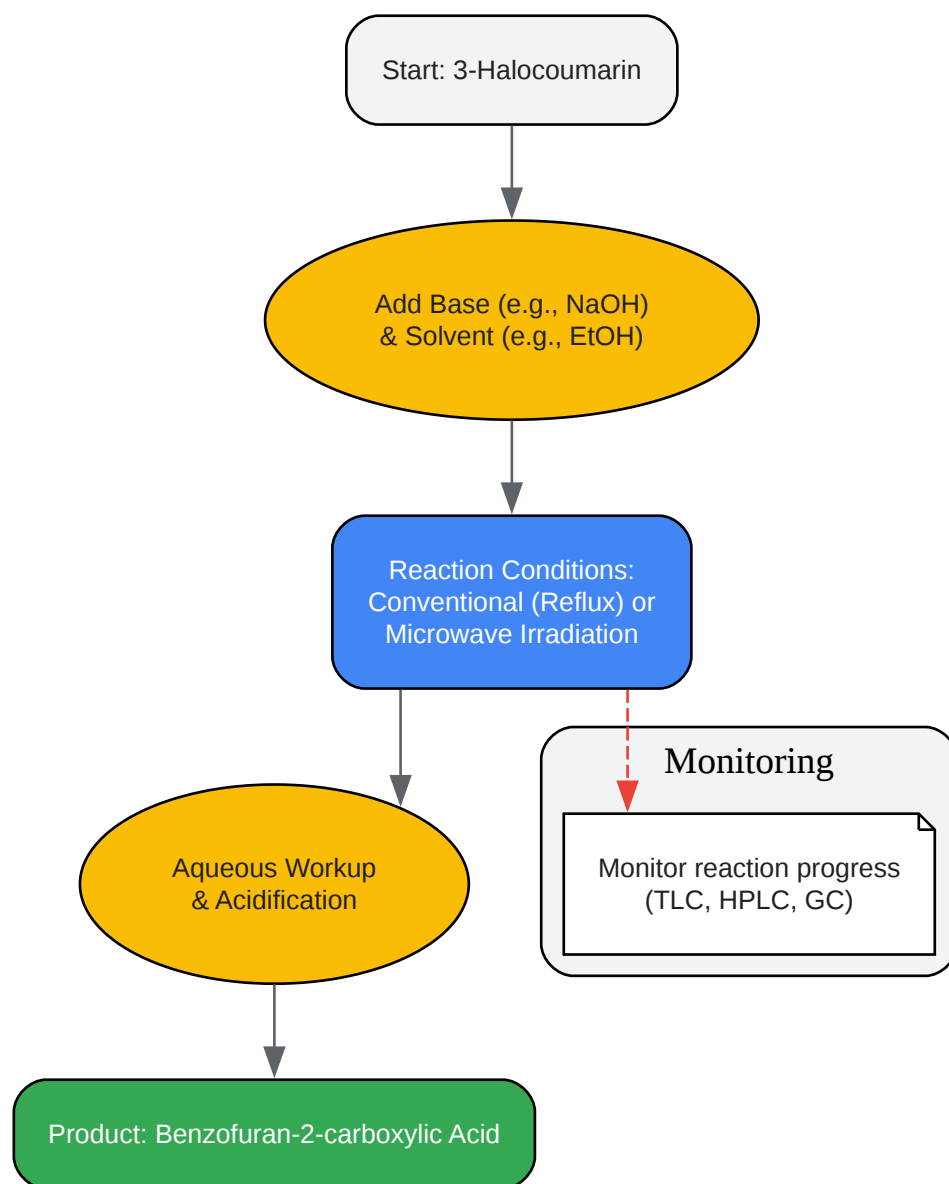 Start: 3-Halocoumarin
Add Base (e.g., NaOH)
& Solvent (e.g., EtOH)
Reaction Conditions:
Conventional (Reflux) or
Microwave Irradiation
Monitoring
Monitor reaction progress
(TLC, HPLC, GC)
Aqueous Workup
& Acidification
Product: Benzofuran-2-carboxylic Acid